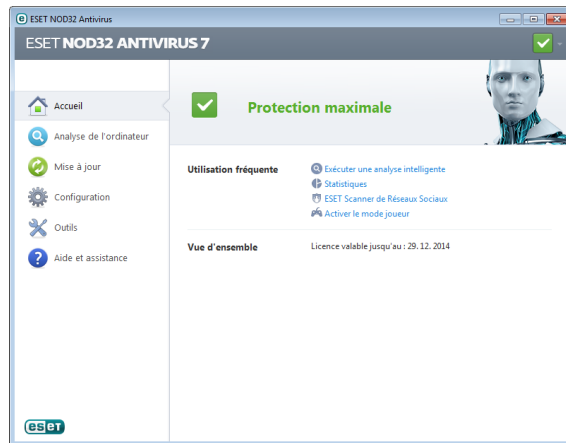 ESET NOD32 Antivirus
ESET NOD32 ANTIVIRUS 7
Accueil
Analyse de l'ordinateur
Mise à jour
Configuration
Outils
Aide et assistance
Protection maximale
Utilisation fréquente
Exécuter une analyse intelligente
Statistiques
ESET Scanner de Réseaux Sociaux
Activer le mode joueur
Vue d'ensemble
Licence valable jusqu'au : 29. 12. 2014
eset